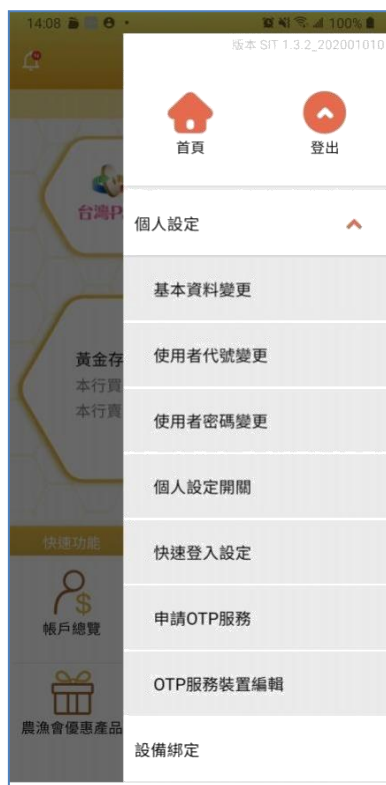 14:08
100%
版本 SIT 1.3.2_202001010
首頁
登出
台灣P
個人設定
基本資料變更
黃金存
使用者代號變更
本行買
本行賣
使用者密碼變更
個人設定開關
快速功能
快速登入設定
帳戶總覽
申請OTP服務
OTP服務裝置編輯
農漁會優惠產品
設備綁定